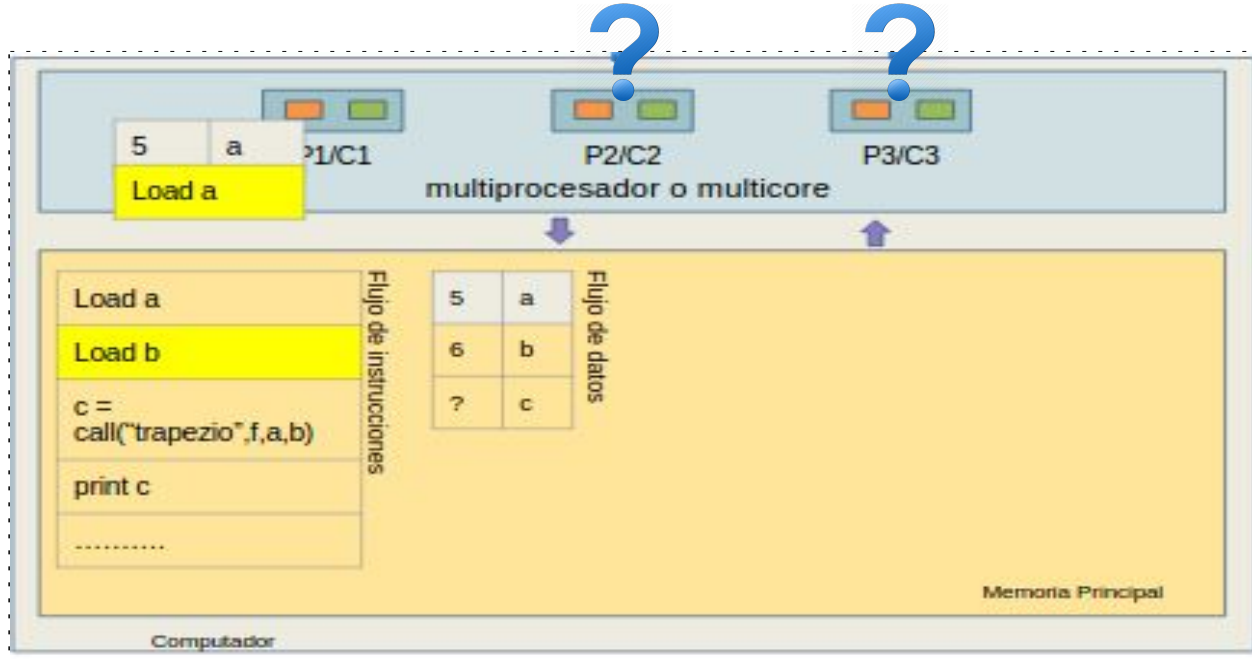 ? ?
5 a
Load a
P1/C1
P2/C2
P3/C3
multiprocesador o multicore
Load a
Load b
c =
call("trapezio",f,a,b)
print c
..........
Flujo de instrucciones
5 a
6 b
? c
Flujo de datos
Memoria Principal
Computador